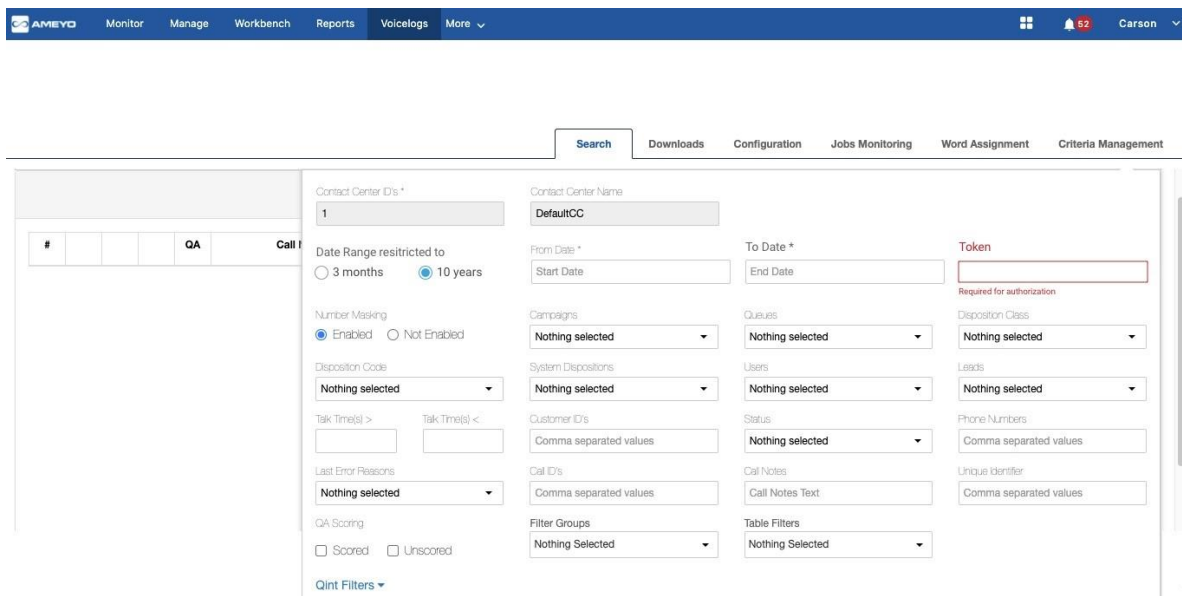 AMEYO Monitor Manage Workbench Reports Voicelogs More 52 Carson
Search Downloads Configuration Jobs Monitoring Word Assignment Criteria Management
# QA Call
Contact Center ID's * Contact Center Name
1 DefaultCC
Date Range resitricted to From Date * To Date * Token
3 months 10 years Start Date End Date
Required for authorization
Number Masking Campaigns Queues Disposition Class
Enabled Not Enabled Nothing selected Nothing selected Nothing selected
Disposition Code System Dispositions Users Leads
Nothing selected Nothing selected Nothing selected Nothing selected
Talk Time(s) > Talk Time(s) < Customer ID's Status Phone Numbers
Comma separated values Nothing selected Comma separated values
Last Error Reasons Call ID's Call Notes Unique Identifier
Nothing selected Comma separated values Call Notes Text Comma separated values
QA Scoring Filter Groups Table Filters
Scored Unscored Nothing Selected Nothing Selected
Qint Filters